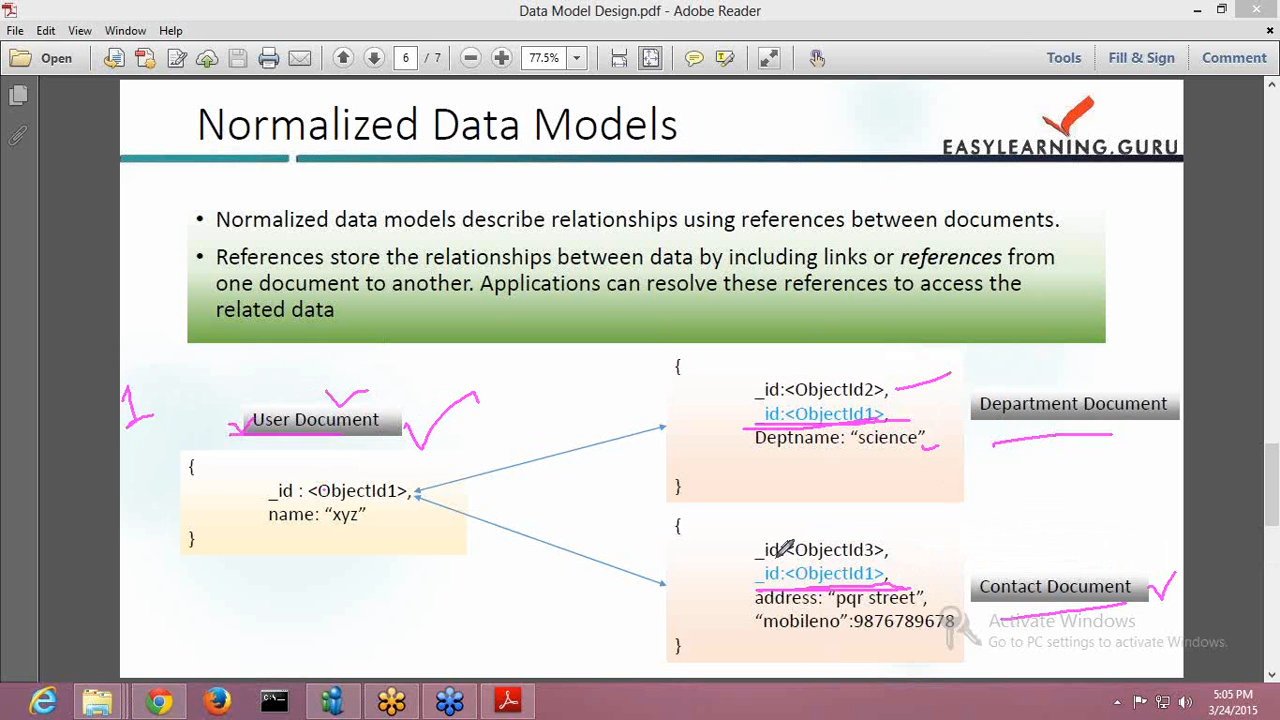 Data Model Design.pdf - Adobe Reader
File Edit View Window Help
Open 6 / 7 77.5% Tools Fill & Sign Comment
Normalized Data Models
EASYLEARNING.GURU
• Normalized data models describe relationships using references between documents.
• References store the relationships between data by including links or references from
one document to another. Applications can resolve these references to access the
related data
User Document
{
_id : <ObjectId1>,
name: “xyz”
}
{
_id:<ObjectId2>,
_id:<ObjectId1>,
Deptname: “science”
}
Department Document
{
_id:<ObjectId3>,
_id:<ObjectId1>,
address: “pqr street”,
“mobileno”:9876789678
}
Contact Document
Activate Windows
Go to PC settings to activate Windows.
5:05 PM
3/24/2015